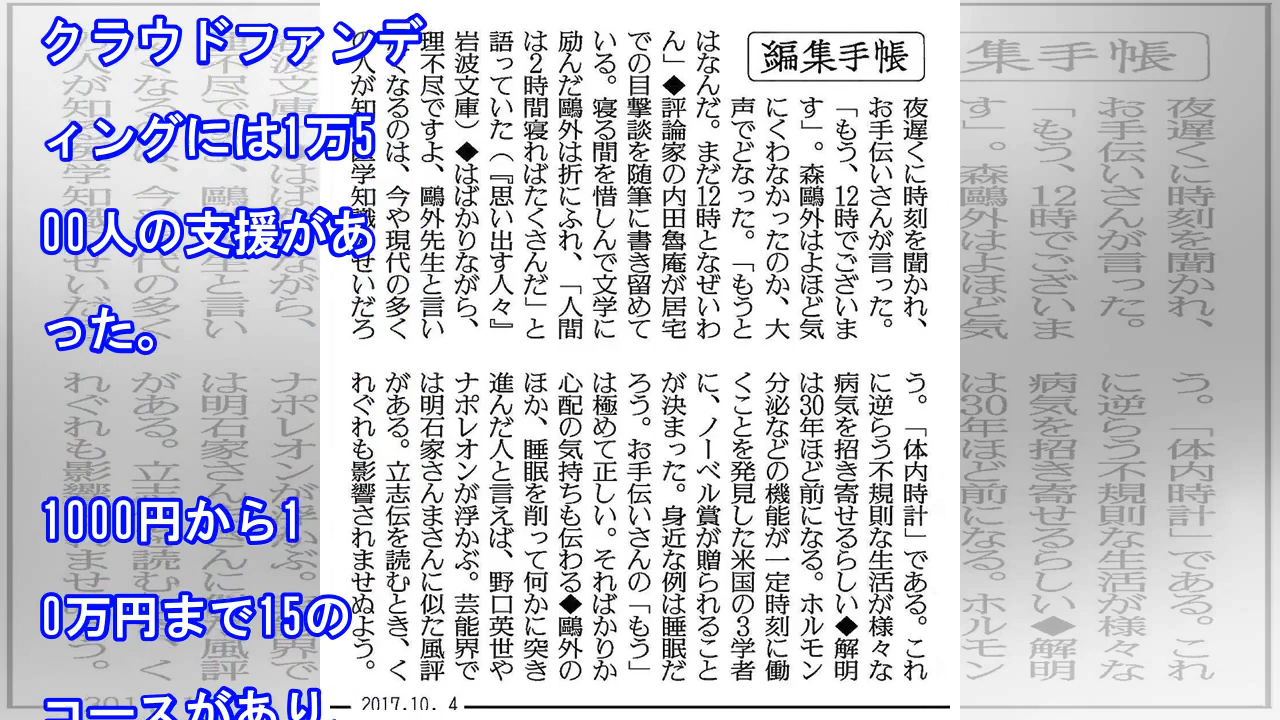 クラウドファンデ
ィングには1万5
00人の支援があ
った。
1000円から1
0万円まで15の
コースがあり、
編集手帳
夜遅くに時刻を聞かれ、
お手伝いさんが言った。
「もう、12時でございま
す」。森鷗外はよほど気
にくわなかったのか、大
声でどなった。「もうと
はなんだ。まだ12時となぜいわ
ん」◆評論家の内田魯庵が居宅
での目撃談を随筆に書き留めて
いる。寝る間を惜しんで文学に
励んだ鷗外は折にふれ、「人間
は2時間寝ればたくさんだ」と
語っていた(『思い出す人々』
岩波文庫)◆はばかりながら、
理不尽ですよ、鷗外先生と言い
くなるのは、今や現代の多く
の人が知 学知識 せいだろ
う。「体内時計」である。これ
に逆らう不規則な生活が様々な
病気を招き寄せるらしい◆解明
は30年ほど前になる。ホルモン
分泌などの機能が一定時刻に働
くことを発見した米国の3学者
に、ノーベル賞が贈られること
が決まった。身近な例は睡眠だ
ろう。お手伝いさんの「もう」
は極めて正しい。そればかりか
心配の気持ちも伝わる◆鷗外の
ほか、睡眠を削って何かに突き
進んだ人と言えば、野口英世や
ナポレオンが浮かぶ。芸能界で
は明石家さんまさんに似た風評
がある。立志伝を読むとき、く
れぐれも影響されませぬよう。
2017.10. 4